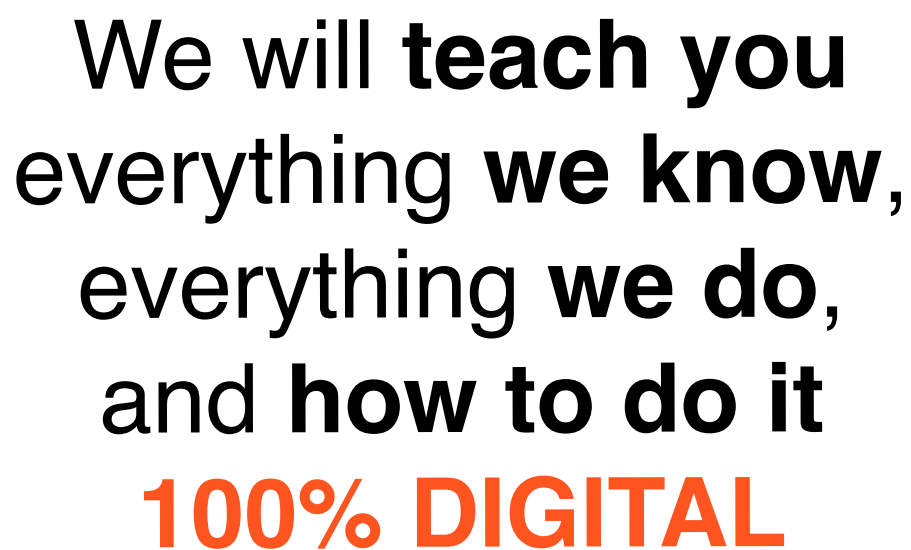 We will teach you
everything we know,
everything we do,
and how to do it
100% DIGITAL